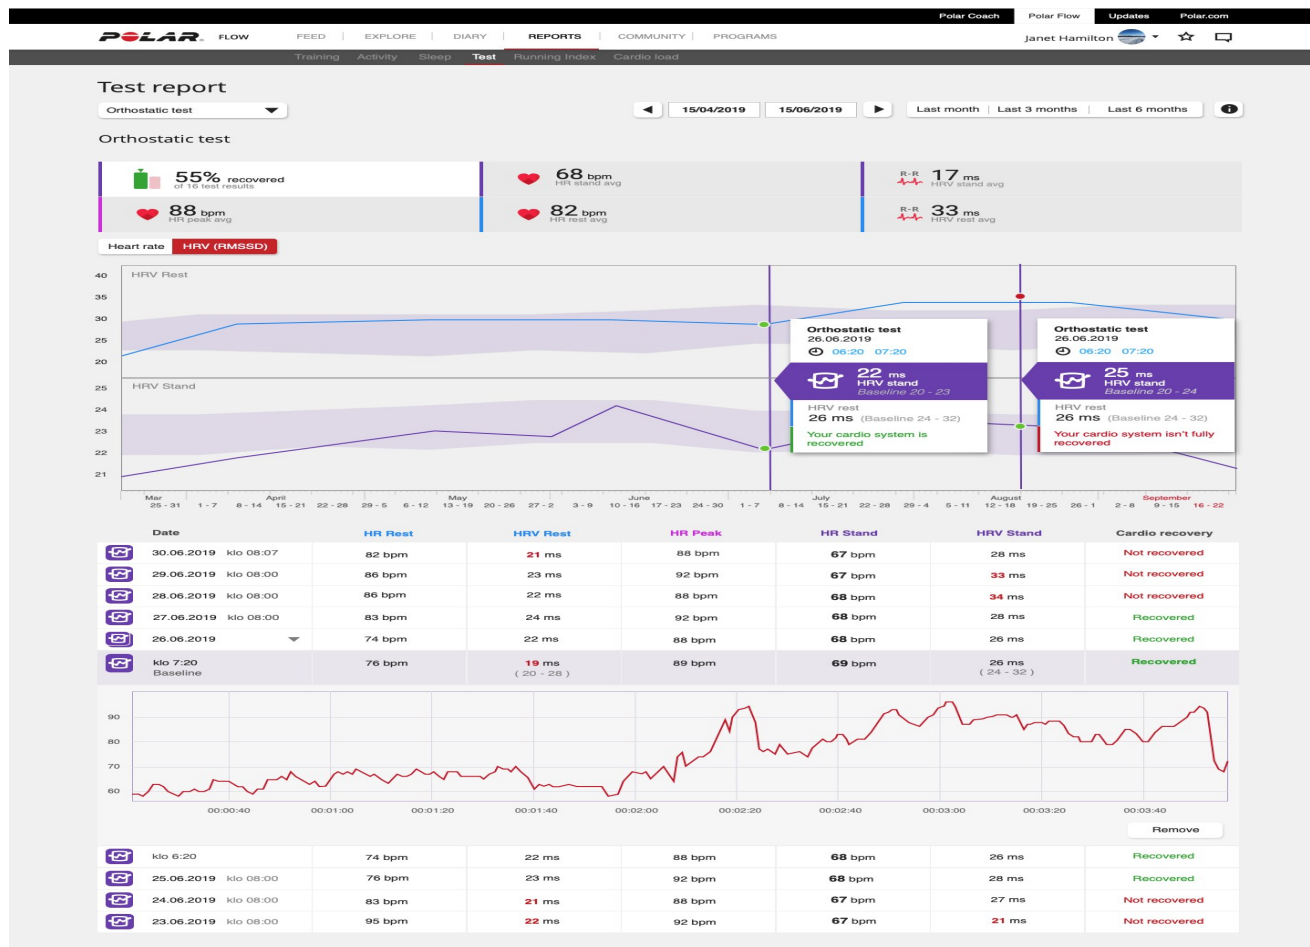 Polar Coach Polar Flow Updates Polar.com
POLAR. FLOW FEED EXPLORE DIARY REPORTS COMMUNITY PROGRAMS Janet Hamilton
Training Activity Sleep Test Running Index Cardio load
Test report
Orthostatic test 15/04/2019 15/06/2019 Last month Last 3 months Last 6 months
Orthostatic test
55% recovered
of 16 test results
68 bpm
HR stand avg
R-R 17 ms
HRV stand avg
88 bpm
HR peak avg
82 bpm
HR rest avg
R-R 33 ms
HRV rest avg
Heart rate HRV (RMSSD)
HRV Rest
40
35
30
25
20
HRV Stand
25
24
23
22
21
Orthostatic test
26.06.2019
06:20 07:20
22 ms
HRV stand
Baseline 20 - 23
HRV rest
26 ms (Baseline 24 - 32)
Your cardio system is
recovered
Orthostatic test
26.06.2019
06:20 07:20
25 ms
HRV stand
Baseline 20 - 24
HRV rest
26 ms (Baseline 24 - 32)
Your cardio system isn't fully
recovered
Mar April May June July August September
25 - 31 1 - 7 8 - 14 15 - 21 22 - 28 29 - 5 6 - 12 13 - 19 20 - 26 27 - 2 3 - 9 10 - 16 17 - 23 24 - 30 1 - 7 8 - 14 15 - 21 22 - 28 29 - 4 5 - 11 12 - 18 19 - 25 26 - 1 2 - 8 9 - 15 16 - 22
Date HR Rest HRV Rest HR Peak HR Stand HRV Stand Cardio recovery
30.06.2019 klo 08:07 82 bpm 21 ms 88 bpm 67 bpm 28 ms Not recovered
29.06.2019 klo 08:00 86 bpm 23 ms 92 bpm 67 bpm 33 ms Not recovered
28.06.2019 klo 08:00 86 bpm 22 ms 88 bpm 68 bpm 34 ms Not recovered
27.06.2019 klo 08:00 83 bpm 24 ms 92 bpm 68 bpm 28 ms Recovered
26.06.2019 74 bpm 22 ms 88 bpm 68 bpm 26 ms Recovered
klo 7:20 76 bpm 19 ms 89 bpm 69 bpm 26 ms Recovered
Baseline ( 20 - 28 ) ( 24 - 32 )
90
80
70
60
00:00:40 00:01:00 00:01:20 00:01:40 00:02:00 00:02:20 00:02:40 00:03:00 00:03:20 00:03:40
Remove
klo 6:20 74 bpm 22 ms 88 bpm 68 bpm 26 ms Recovered
25.06.2019 klo 08:00 76 bpm 23 ms 92 bpm 68 bpm 28 ms Recovered
24.06.2019 klo 08:00 83 bpm 21 ms 88 bpm 67 bpm 27 ms Not recovered
23.06.2019 klo 08:00 95 bpm 22 ms 92 bpm 67 bpm 21 ms Not recovered